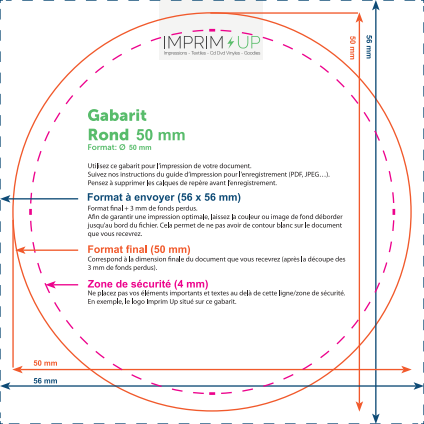 IMPRIM UP
Impressions - Textiles - Cd Dvd Vinyles - Goodies
56 mm
50 mm
Gabarit
Rond 50 mm
Format: Ø 50 mm
Utilisez ce gabarit pour l'impression de votre document.
Suivez nos instructions du guide d'impression pour l'enregistrement (PDF, JPEG...).
Pensez à supprimer les calques de repère avant l'enregistrement.
Format à envoyer (56 x 56 mm)
Format final + 3 mm de fonds perdus.
Afin de garantir une impression optimale, laissez la couleur ou image de fond déborder
jusqu'au bord du fichier. Cela permet de ne pas avoir de contour blanc sur le document
que vous recevrez.
Format final (50 mm)
Correspond à la dimension finale du document que vous recevrez (après la découpe des
3 mm de fonds perdus).
Zone de sécurité (4 mm)
Ne placez pas vos éléments importants et textes au delà de cette ligne/zone de sécurité.
En exemple, le logo Imprim Up situé sur ce gabarit.
50 mm
56 mm